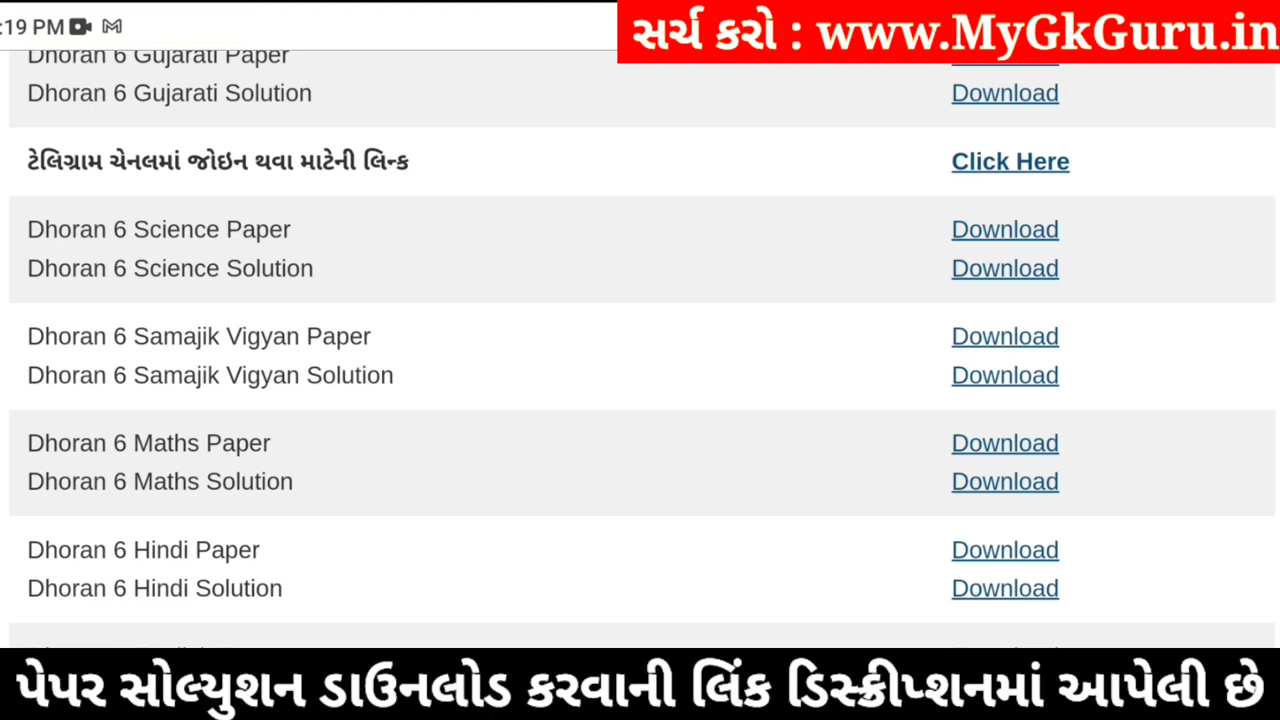 :19 PM
સર્ચ કરો : www.MyGkGuru.in
Dhoran 6 Gujarati Paper
Dhoran 6 Gujarati Solution Download
ટેલિગ્રામ ચેનલમાં જોઇન થવા માટેની લિન્ક Click Here
Dhoran 6 Science Paper Download
Dhoran 6 Science Solution Download
Dhoran 6 Samajik Vigyan Paper Download
Dhoran 6 Samajik Vigyan Solution Download
Dhoran 6 Maths Paper Download
Dhoran 6 Maths Solution Download
Dhoran 6 Hindi Paper Download
Dhoran 6 Hindi Solution Download
પેપર સોલ્યુશન ડાઉનલોડ કરવાની લિંક ડિસ્ક્રીપ્શનમાં આપેલી છે